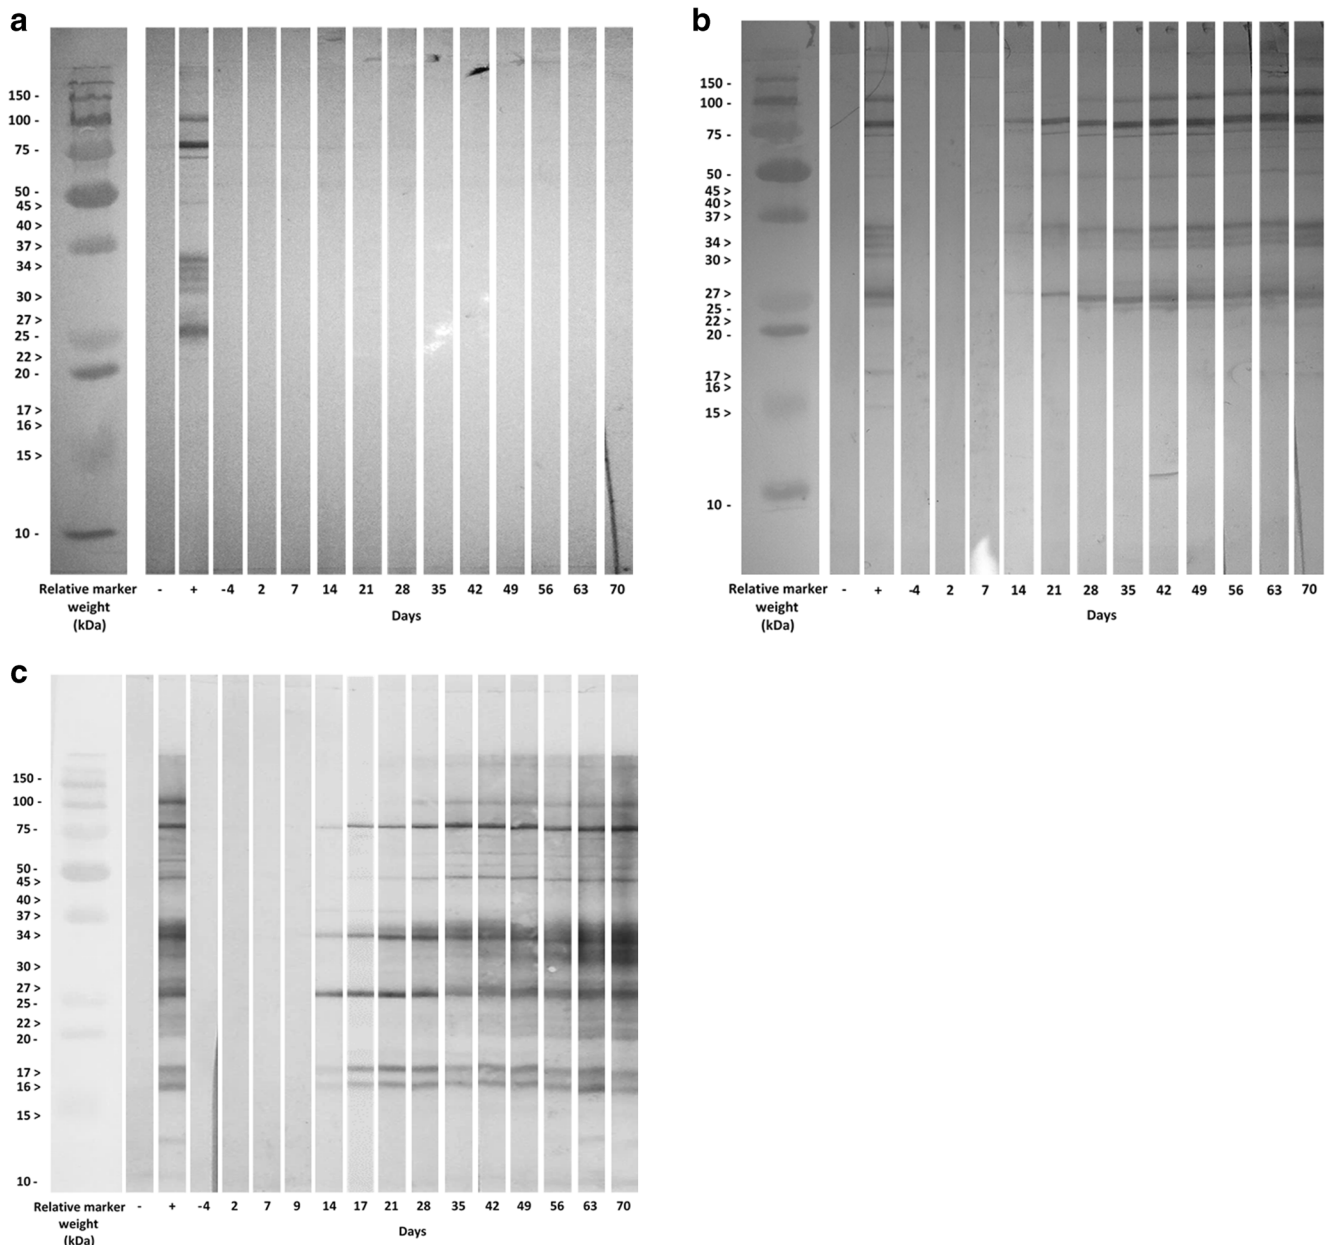 a
150 -
100 -
75 -
50 -
45 >
40 >
37 >
34 >
30 >
27 >
25 -
22 >
20 -
17 >
16 >
15 >
10 -
Relative marker
weight
(kDa)
- + -4 2 7 14 21 28 35 42 49 56 63 70
Days
b
150 -
100 -
75 -
50 -
45 >
40 >
37 >
34 >
30 >
27 >
25 -
22 >
20 -
17 >
16 >
15 >
10 -
Relative marker
weight
(kDa)
- + -4 2 7 14 21 28 35 42 49 56 63 70
Days
c
150 -
100 -
75 -
50 -
45 >
40 >
37 >
34 >
30 >
27 >
25 -
22 >
20 -
17 >
16 >
15 >
10 -
Relative marker
weight
(kDa)
- + -4 2 7 9 14 17 21 28 35 42 49 56 63 70
Days